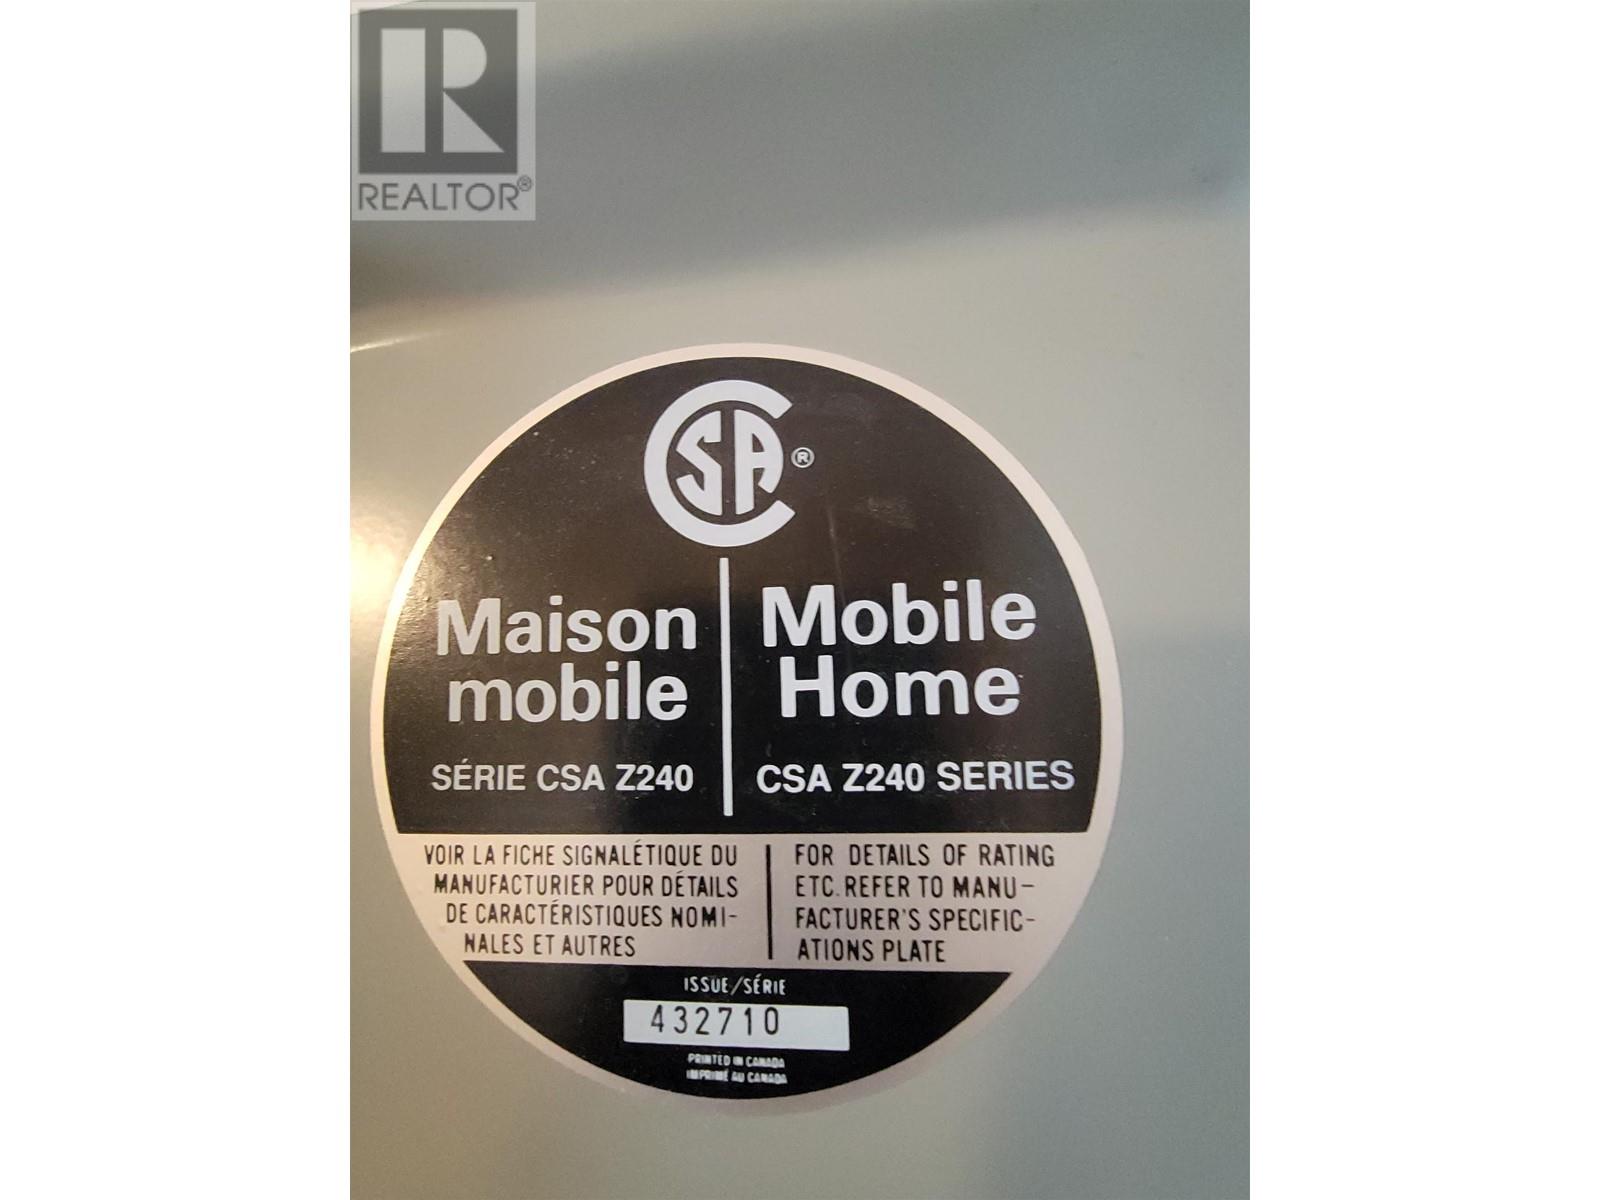 REALTOR®
CSA®
Maison
mobile
SÉRIE CSA Z240
Mobile
Home
CSA Z240 SERIES
VOIR LA FICHE SIGNALÉTIQUE DU
MANUFACTURIER POUR DÉTAILS
DE CARACTÉRISTIQUES NOMI-
NALES ET AUTRES
FOR DETAILS OF RATING
ETC. REFER TO MANU-
FACTURER'S SPECIFIC-
ATIONS PLATE
ISSUE/SÉRIE
432710
PRINTED IN CANADA
IMPRIMÉ AU CANADA